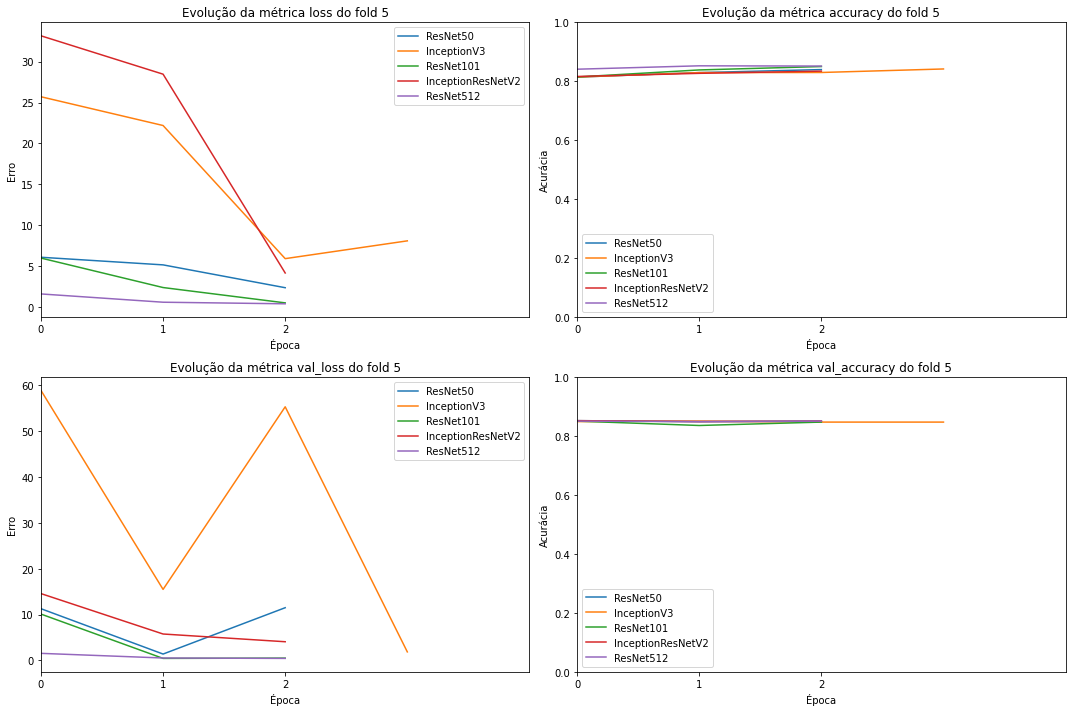 Evolução da métrica loss do fold 5
Erro
35
30
25
20
15
10
5
0
0 1 2
Época
ResNet50
InceptionV3
ResNet101
InceptionResNetV2
ResNet512
Evolução da métrica accuracy do fold 5
Acurácia
1.0
0.8
0.6
0.4
0.2
0.0
0 1 2
Época
ResNet50
InceptionV3
ResNet101
InceptionResNetV2
ResNet512
Evolução da métrica val_loss do fold 5
Erro
60
50
40
30
20
10
0
0 1 2
Época
ResNet50
InceptionV3
ResNet101
InceptionResNetV2
ResNet512
Evolução da métrica val_accuracy do fold 5
Acurácia
1.0
0.8
0.6
0.4
0.2
0.0
0 1 2
Época
ResNet50
InceptionV3
ResNet101
InceptionResNetV2
ResNet512